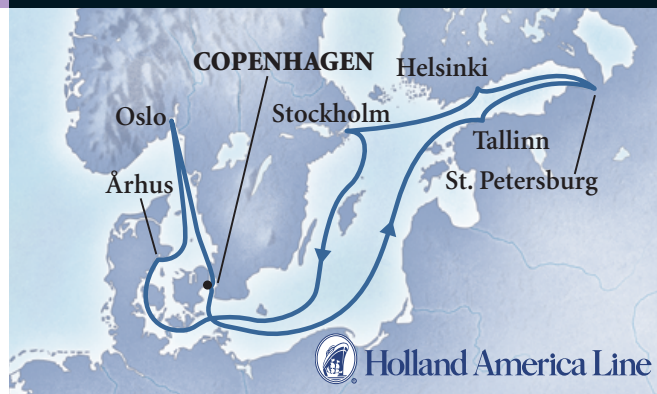 COPENHAGEN
Helsinki
Oslo
Stockholm
Tallinn
Århus
St. Petersburg
Holland America Line